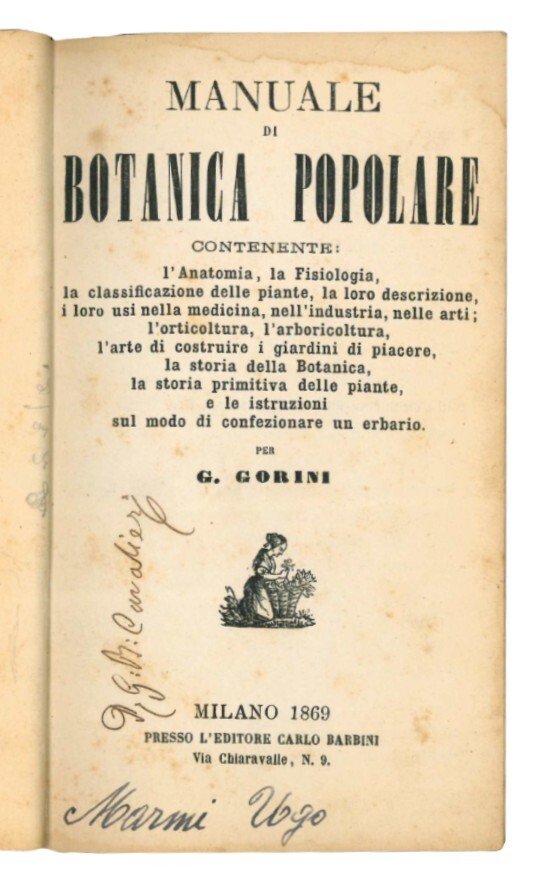 MANUALE
DI
BOTANICA POPOLARE
CONTENENTE:
l'Anatomia, la Fisiologia,
la classificazione delle piante, la loro descrizione,
i loro usi nella medicina, nell'industria, nelle arti;
l'orticoltura, l'arboricoltura,
l'arte di costruire i giardini di piacere,
la storia della Botanica,
la storia primitiva delle piante,
e le istruzioni
sul modo di confezionare un erbario.
PER
G. GORINI
G. B: Cavalieri
MILANO 1869
PRESSO L'EDITORE CARLO BARBINI
Via Chiaravalle, N. 9.
Marmi Ugo